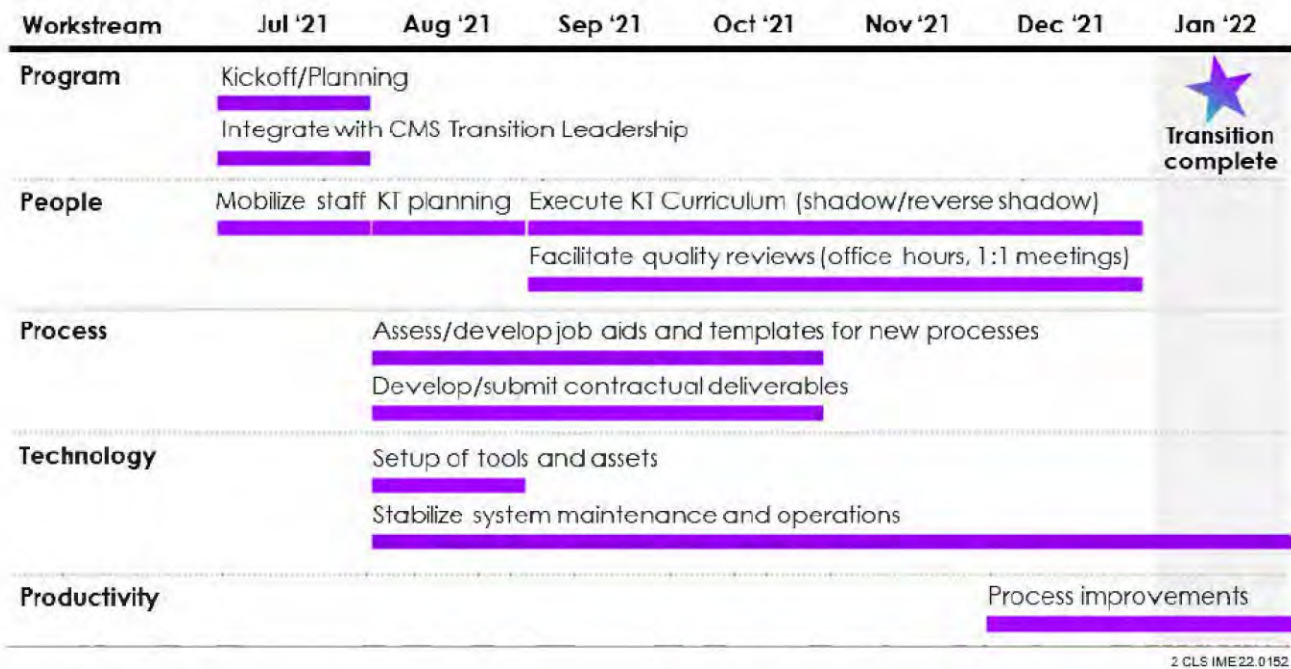 Workstream Jul ‘21 Aug ‘21 Sep ‘21 Oct ‘21 Nov ‘21 Dec ‘21 Jan ‘22
Program Kickoff/Planning
Integrate with CMS Transition Leadership
Transition
complete
People Mobilize staff KT planning Execute KT Curriculum (shadow/reverse shadow)
Facilitate quality reviews (office hours, 1:1 meetings)
Process Assess/develop job aids and templates for new processes
Develop/submit contractual deliverables
Technology Setup of tools and assets
Stabilize system maintenance and operations
Productivity Process improvements
2 CLS IME 22.0152